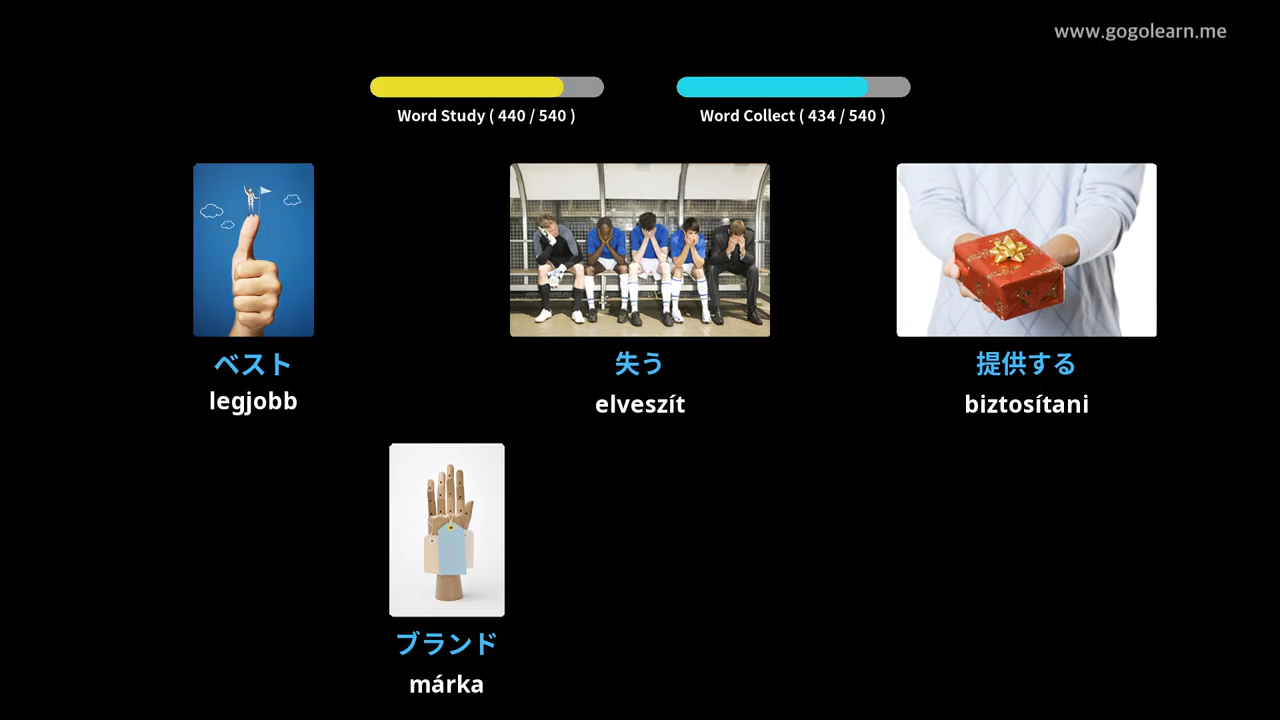 www.gogolearn.me
Word Study ( 440 / 540 )
Word Collect ( 434 / 540 )
ベスト
legjobb
失う
elveszít
提供する
biztosítani
ブランド
márka